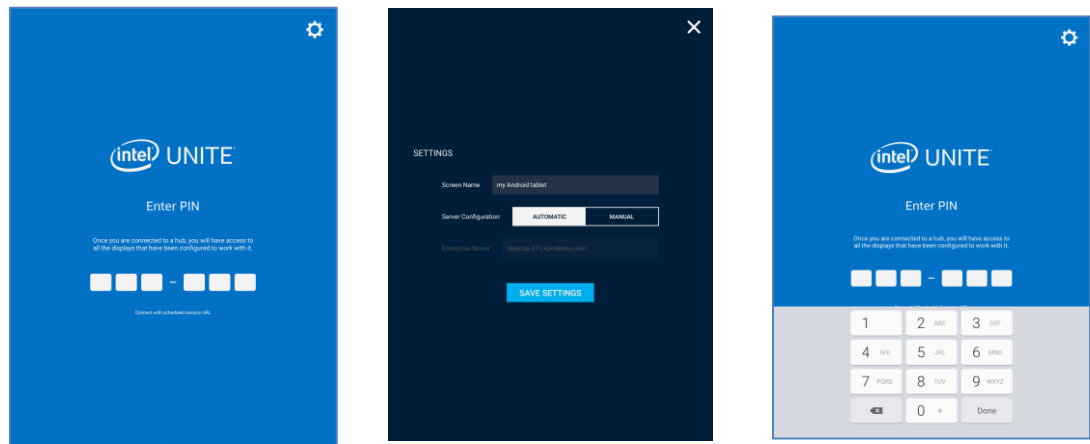 intel UNITE
Enter PIN
Once you are connected to a hub, you will have access to
all the displays that have been configured to work with it.
–
Connect with scheduled session URL
SETTINGS
Screen Name my Android tablet
Server Configuration AUTOMATIC MANUAL
Enterprise Server desktop-311.vprodemo.com
SAVE SETTINGS
intel UNITE
Enter PIN
Once you are connected to a hub, you will have access to
all the displays that have been configured to work with it.
–
1 2 ABC 3 DEF
4 GHI 5 JKL 6 MNO
7 PQRS 8 TUV 9 WXYZ
0 + Done